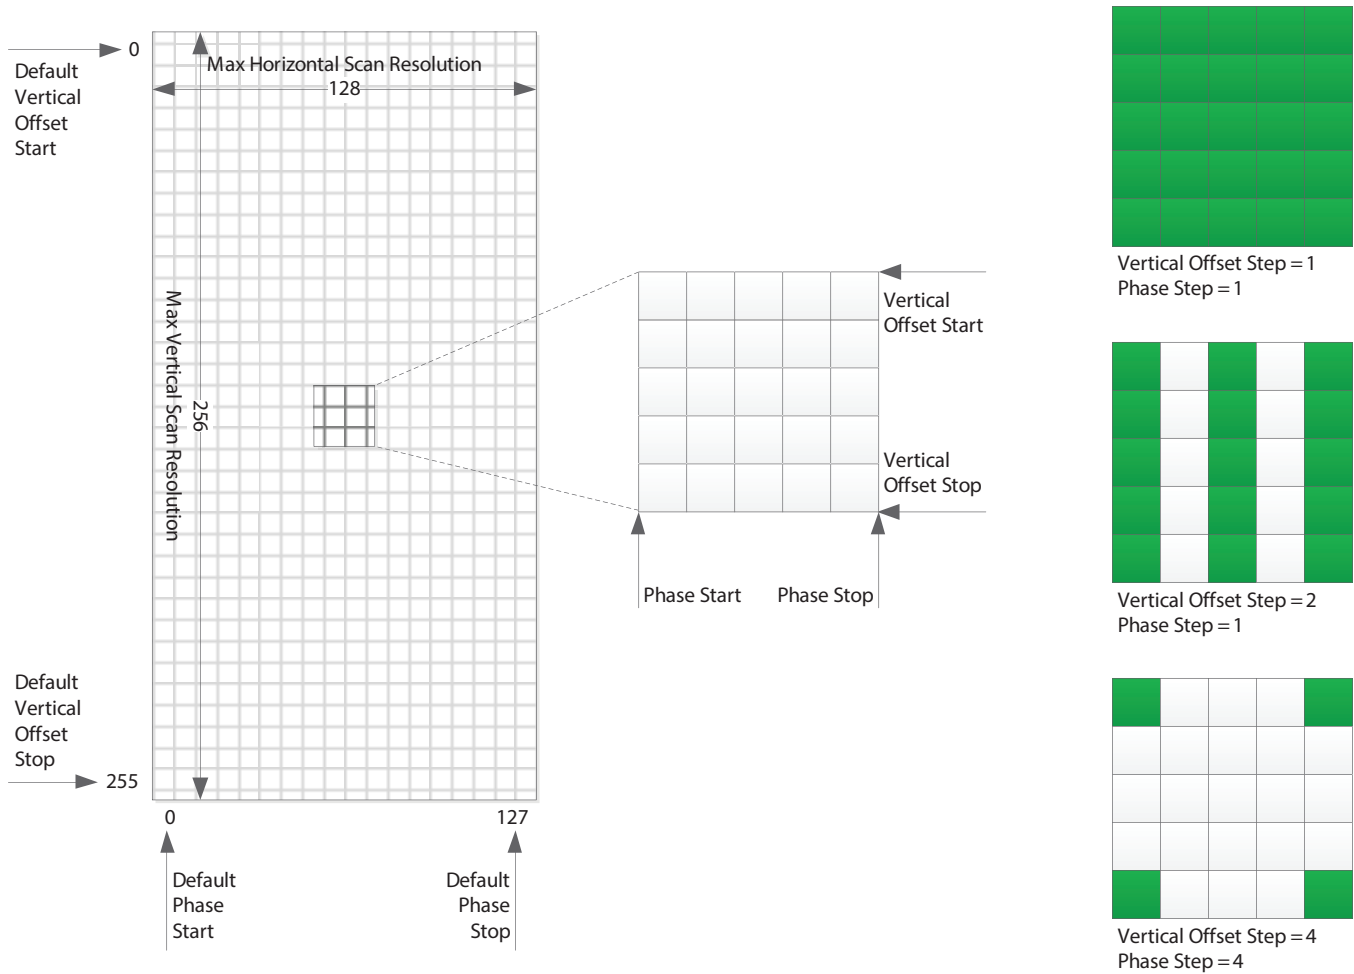 0
Default
Vertical
Offset
Start
Max Horizontal Scan Resolution
128
Max Vertical Scan Resolution
256
Default
Vertical
Offset
Stop
255
0
127
Default
Phase
Start
Default
Phase
Stop
Vertical
Offset Start
Vertical
Offset Stop
Phase Start
Phase Stop
Vertical Offset Step = 1
Phase Step = 1
Vertical Offset Step = 2
Phase Step = 1
Vertical Offset Step = 4
Phase Step = 4